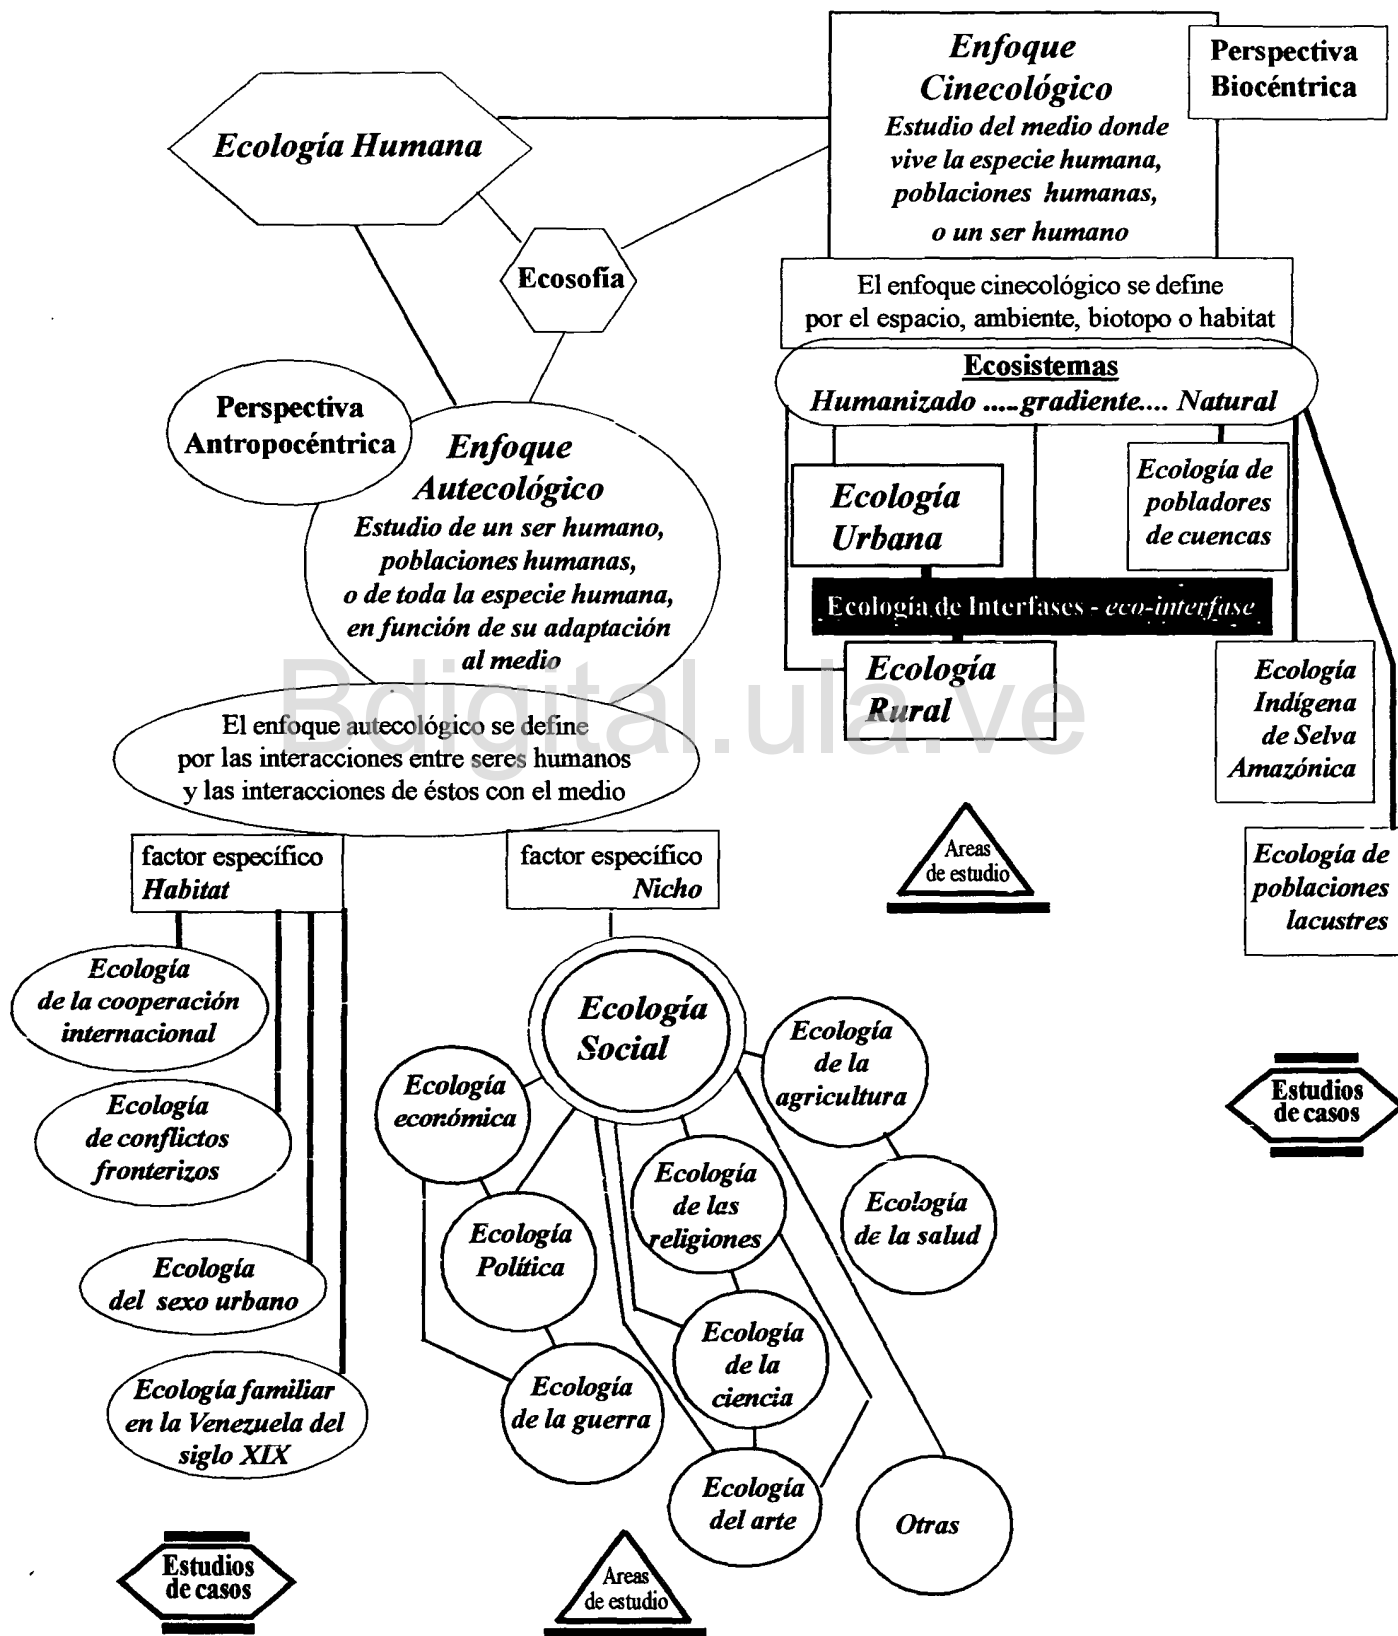 Ecología Humana
Ecosofía
Enfoque
Cinecológico
Estudio del medio donde
vive la especie humana,
poblaciones humanas,
o un ser humano
Perspectiva
Biocéntrica
El enfoque cinecológico se define
por el espacio, ambiente, biotopo o habitat
Ecosistemas
Humanizado .....gradiente.... Natural
Ecología
Urbana
Ecología de
pobladores
de cuencas
Ecología de Interfases - eco-interfase
Ecología
Rural
Ecología
Indígena
de Selva
Amazónica
Ecología de
poblaciones
lacustres
Areas
de estudio
Estudios
de casos
Perspectiva
Antropocéntrica
Enfoque
Autecológico
Estudio de un ser humano,
poblaciones humanas,
o de toda la especie humana,
en función de su adaptación
al medio
Bdigital.ula.ve
El enfoque autecológico se define
por las interacciones entre seres humanos
y las interacciones de éstos con el medio
factor específico
Habitat
factor específico
Nicho
Ecología
de la cooperación
internacional
Ecología
de conflictos
fronterizos
Ecología
del sexo urbano
Ecología familiar
en la Venezuela del
siglo XIX
Estudios
de casos
Ecología
Social
Ecología
económica
Ecología
Política
Ecología
de la guerra
Ecología
de las
religiones
Ecología
de la
ciencia
Ecología
del arte
Ecología
de la
agricultura
Ecología
de la salud
Otras
Areas
de estudio